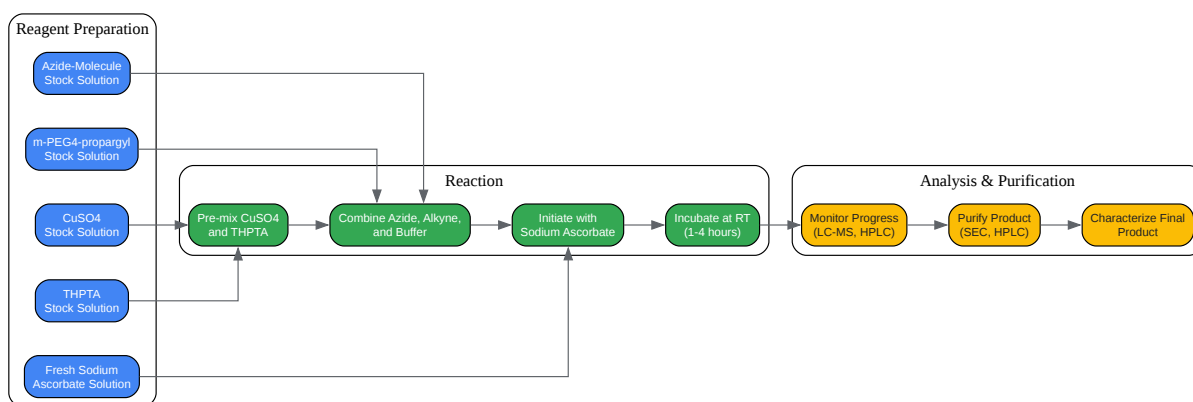 Reagent Preparation
Azide-Molecule
Stock Solution
m-PEG4-propargyl
Stock Solution
CuSO4
Stock Solution
THPTA
Stock Solution
Fresh Sodium
Ascorbate Solution
Reaction
Pre-mix CuSO4
and THPTA
Combine Azide, Alkyne,
and Buffer
Initiate with
Sodium Ascorbate
Incubate at RT
(1-4 hours)
Analysis & Purification
Monitor Progress
(LC-MS, HPLC)
Purify Product
(SEC, HPLC)
Characterize Final
Product